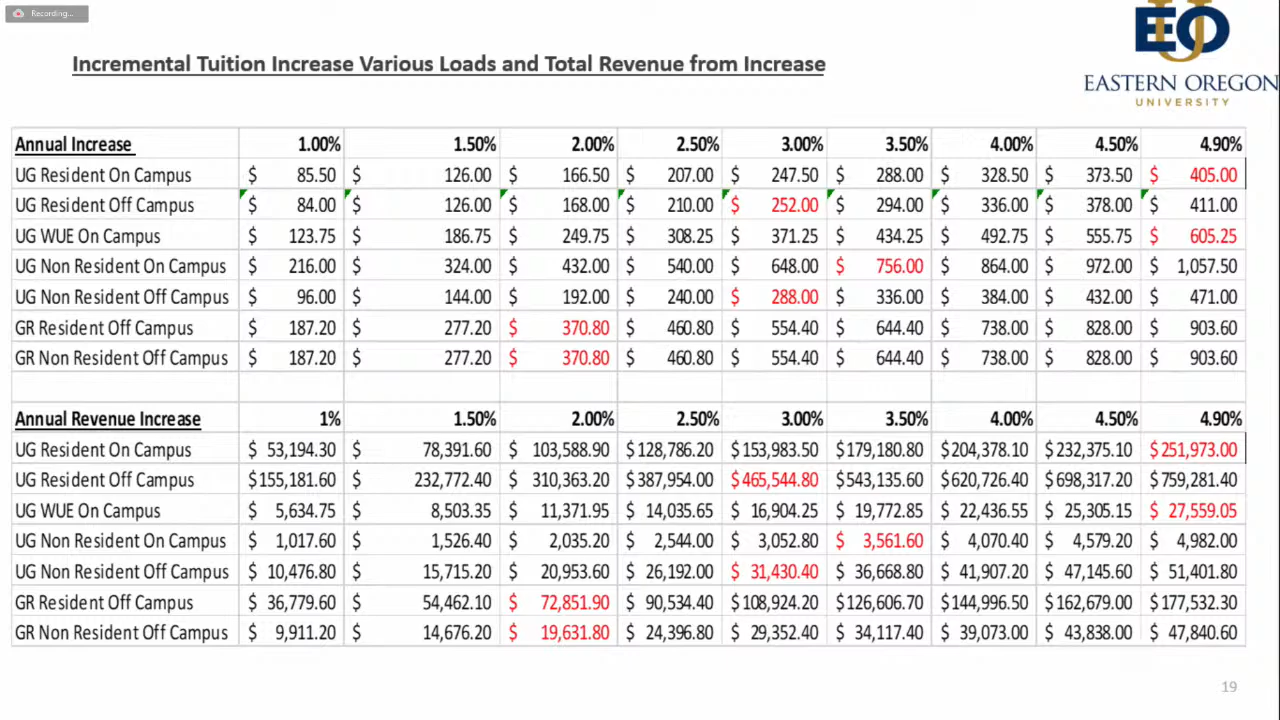 Recording...
EO
U
EASTERN OREGON
UNIVERSITY
Incremental Tuition Increase Various Loads and Total Revenue from Increase
Annual Increase 1.00% 1.50% 2.00% 2.50% 3.00% 3.50% 4.00% 4.50% 4.90%
UG Resident On Campus $ 85.50 $ 126.00 $ 166.50 $ 207.00 $ 247.50 $ 288.00 $ 328.50 $ 373.50 $ 405.00
UG Resident Off Campus $ 84.00 $ 126.00 $ 168.00 $ 210.00 $ 252.00 $ 294.00 $ 336.00 $ 378.00 $ 411.00
UG WUE On Campus $ 123.75 $ 186.75 $ 249.75 $ 308.25 $ 371.25 $ 434.25 $ 492.75 $ 555.75 $ 605.25
UG Non Resident On Campus $ 216.00 $ 324.00 $ 432.00 $ 540.00 $ 648.00 $ 756.00 $ 864.00 $ 972.00 $ 1,057.50
UG Non Resident Off Campus $ 96.00 $ 144.00 $ 192.00 $ 240.00 $ 288.00 $ 336.00 $ 384.00 $ 432.00 $ 471.00
GR Resident Off Campus $ 187.20 $ 277.20 $ 370.80 $ 460.80 $ 554.40 $ 644.40 $ 738.00 $ 828.00 $ 903.60
GR Non Resident Off Campus $ 187.20 $ 277.20 $ 370.80 $ 460.80 $ 554.40 $ 644.40 $ 738.00 $ 828.00 $ 903.60
Annual Revenue Increase 1% 1.50% 2.00% 2.50% 3.00% 3.50% 4.00% 4.50% 4.90%
UG Resident On Campus $ 53,194.30 $ 78,391.60 $ 103,588.90 $128,786.20 $153,983.50 $179,180.80 $204,378.10 $232,375.10 $251,973.00
UG Resident Off Campus $155,181.60 $ 232,772.40 $ 310,363.20 $387,954.00 $465,544.80 $543,135.60 $620,726.40 $698,317.20 $759,281.40
UG WUE On Campus $ 5,634.75 $ 8,503.35 $ 11,371.95 $ 14,035.65 $ 16,904.25 $ 19,772.85 $ 22,436.55 $ 25,305.15 $ 27,559.05
UG Non Resident On Campus $ 1,017.60 $ 1,526.40 $ 2,035.20 $ 2,544.00 $ 3,052.80 $ 3,561.60 $ 4,070.40 $ 4,579.20 $ 4,982.00
UG Non Resident Off Campus $ 10,476.80 $ 15,715.20 $ 20,953.60 $ 26,192.00 $ 31,430.40 $ 36,668.80 $ 41,907.20 $ 47,145.60 $ 51,401.80
GR Resident Off Campus $ 36,779.60 $ 54,462.10 $ 72,851.90 $ 90,534.40 $108,924.20 $126,606.70 $144,996.50 $162,679.00 $177,532.30
GR Non Resident Off Campus $ 9,911.20 $ 14,676.20 $ 19,631.80 $ 24,396.80 $ 29,352.40 $ 34,117.40 $ 39,073.00 $ 43,838.00 $ 47,840.60
19